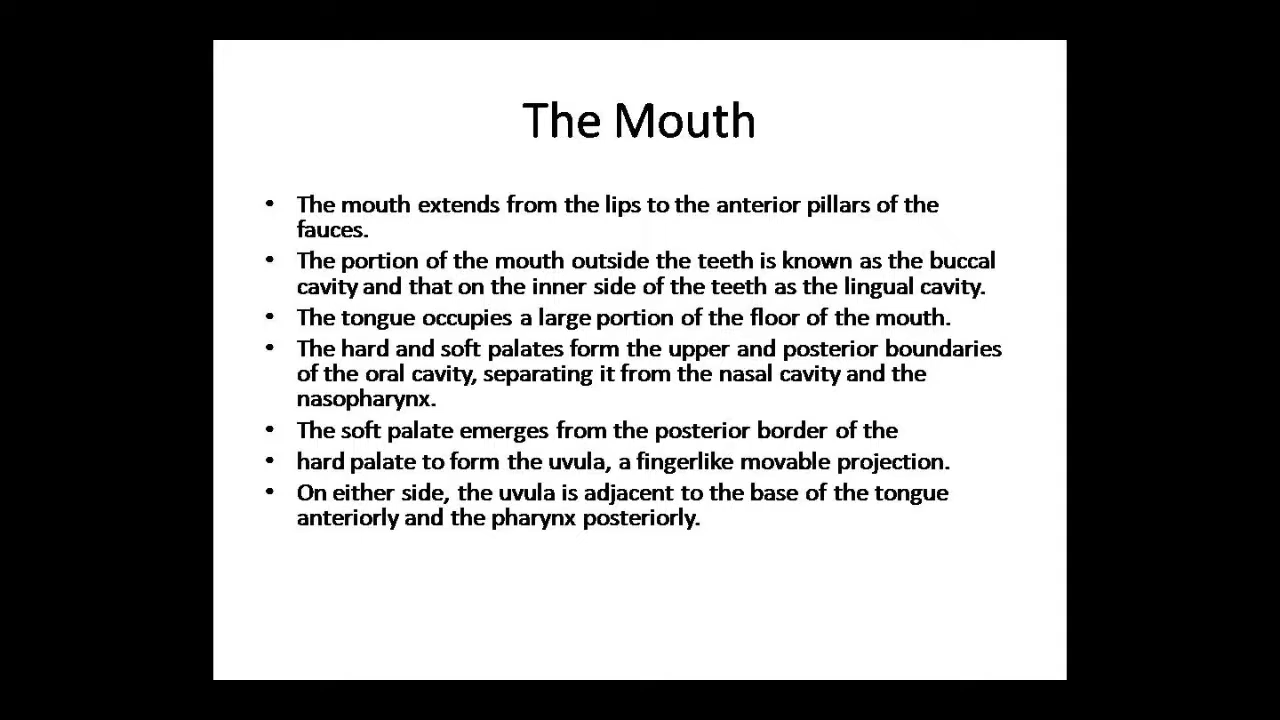 The Mouth
• The mouth extends from the lips to the anterior pillars of the
fauces.
• The portion of the mouth outside the teeth is known as the buccal
cavity and that on the inner side of the teeth as the lingual cavity.
• The tongue occupies a large portion of the floor of the mouth.
• The hard and soft palates form the upper and posterior boundaries
of the oral cavity, separating it from the nasal cavity and the
nasopharynx.
• The soft palate emerges from the posterior border of the
• hard palate to form the uvula, a fingerlike movable projection.
• On either side, the uvula is adjacent to the base of the tongue
anteriorly and the pharynx posteriorly.